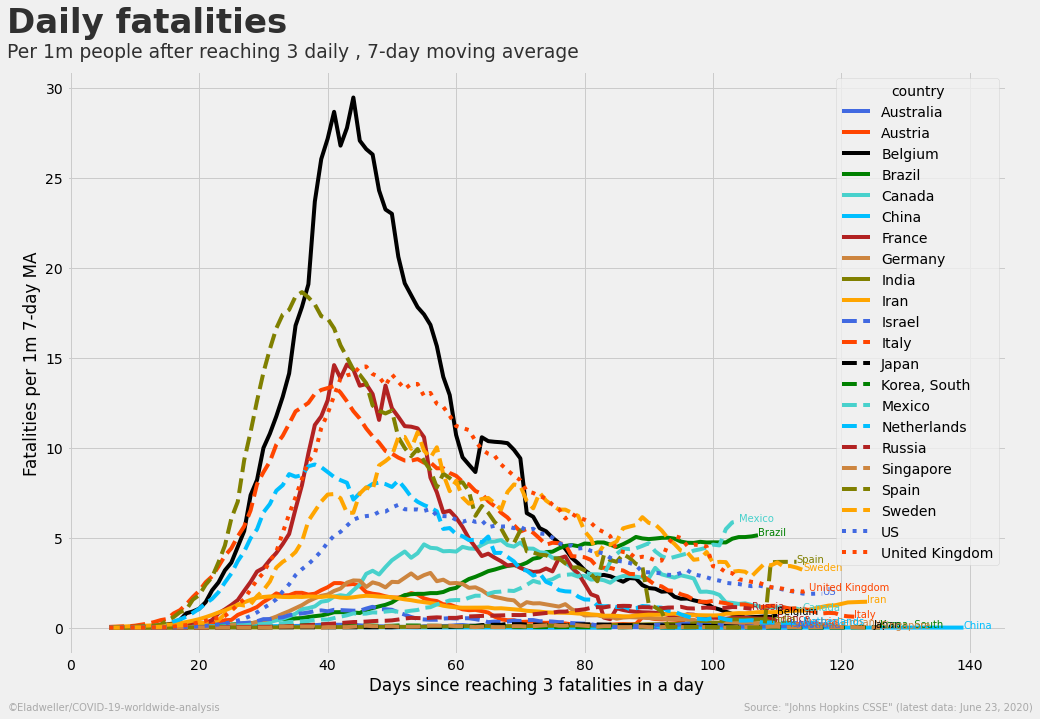 Daily fatalities
Per 1m people after reaching 3 daily , 7-day moving average
Fatalities per 1m 7-day MA
30
25
20
15
10
5
0
0
20
40
60
80
100
120
140
Days since reaching 3 fatalities in a day
country
Australia
Austria
Belgium
Brazil
Canada
China
France
Germany
India
Iran
Israel
Italy
Japan
Korea, South
Mexico
Netherlands
Russia
Singapore
Spain
Sweden
US
United Kingdom
Mexico
Brazil
Spain
Sweden
United Kingdom
US
Iran
Russia
Belgium
Italy
France
Japan
South
China
©Eladweller/COVID-19-worldwide-analysis
Source: "Johns Hopkins CSSE" (latest data: June 23, 2020)